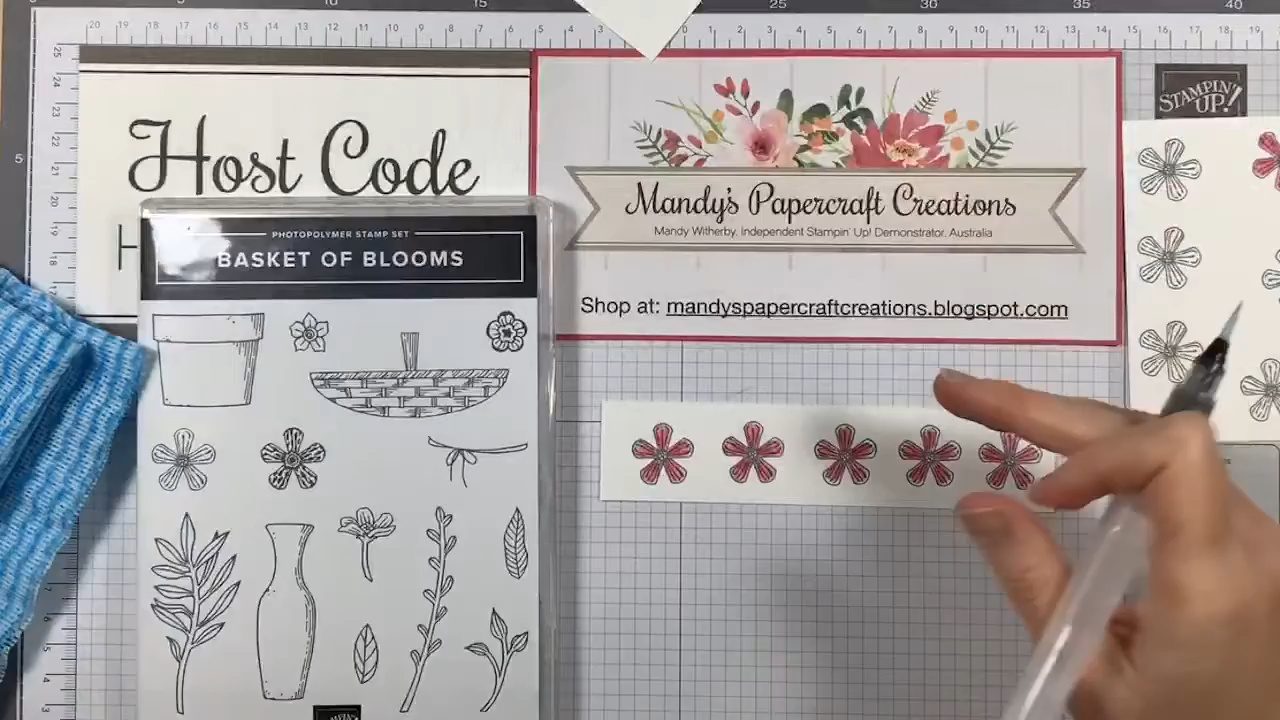 Host Code
H
PHOTOPOLYMER STAMP SET
BASKET OF BLOOMS
Mandy's Papercraft Creations
Mandy Witherby. Independent Stampin' Up! Demonstrator. Australia
Shop at: mandyspapercraftcreations.blogspot.com
STAMPIN' UP!